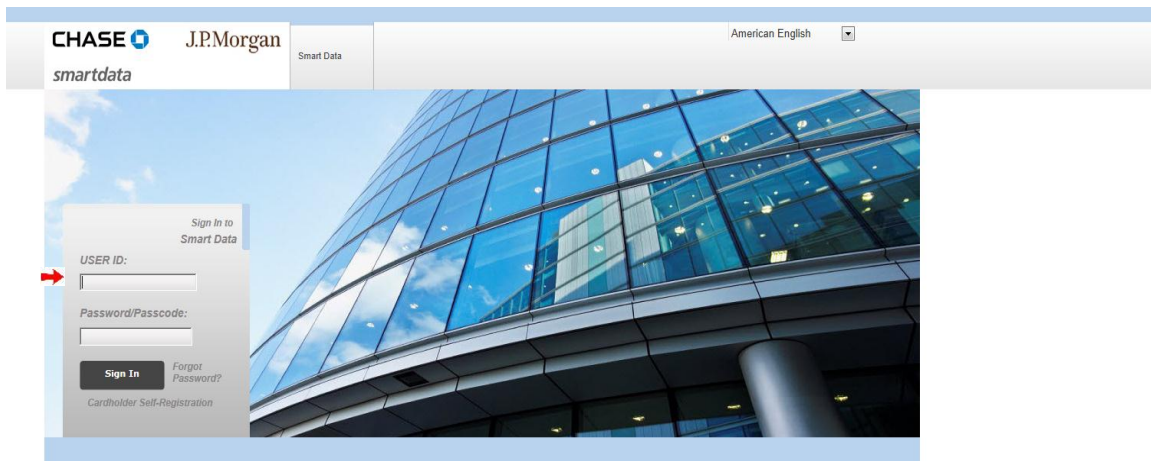 CHASE J.P.Morgan
smartdata
Smart Data
American English
Sign In to
Smart Data
USER ID:
Password/Passcode:
Sign In
Forgot
Password?
Cardholder Self-Registration